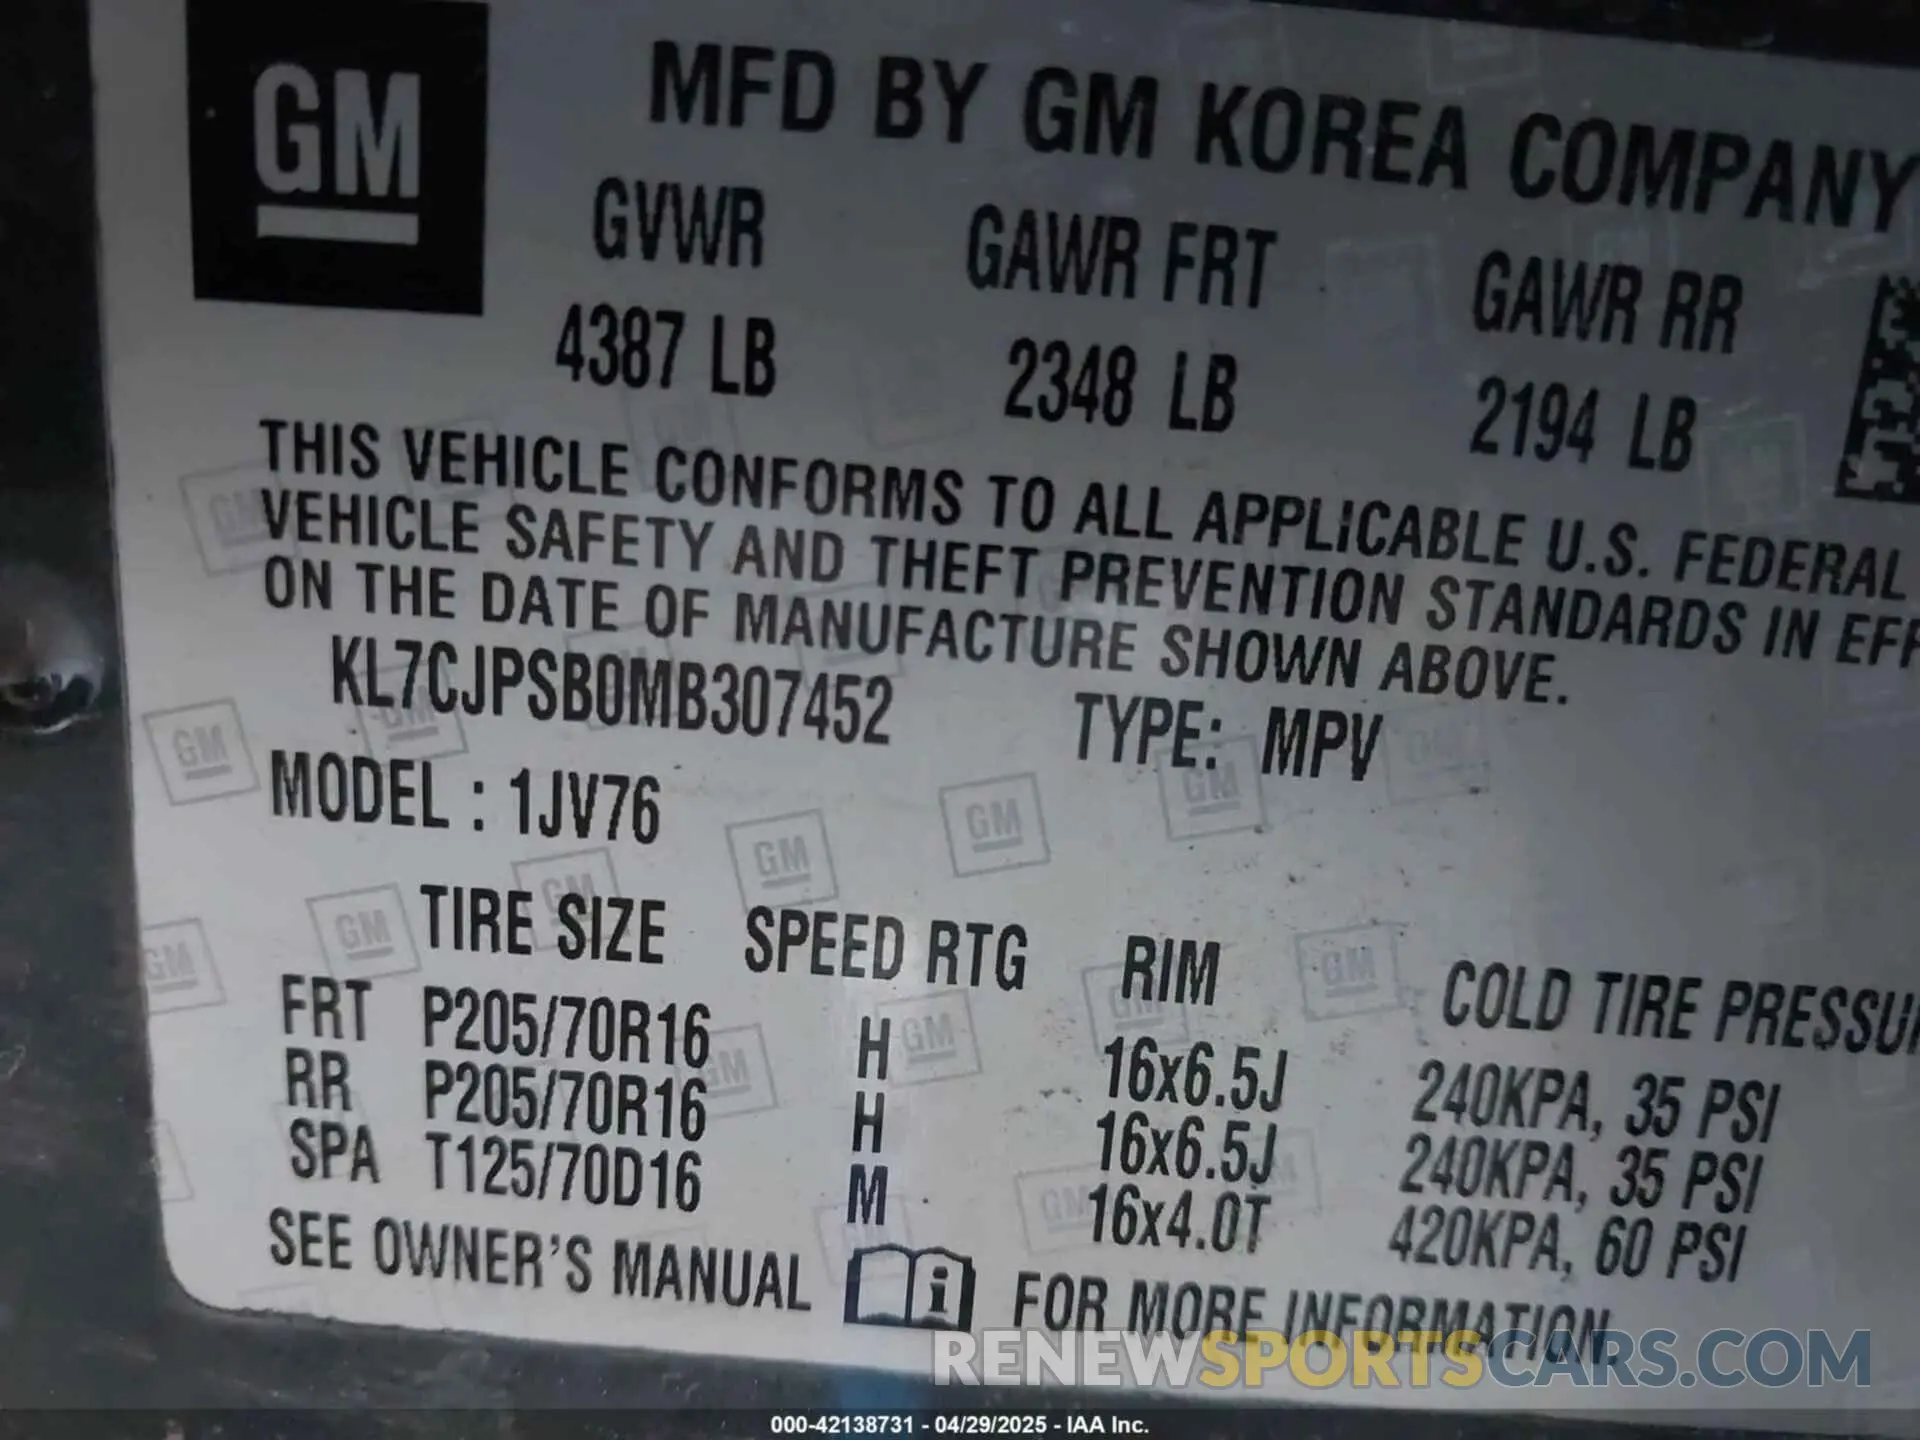 GM
MFD BY GM KOREA COMPANY
GVWR GAWR FRT GAWR RR
4387 LB 2348 LB 2194 LB
THIS VEHICLE CONFORMS TO ALL APPLICABLE U.S. FEDERAL
VEHICLE SAFETY AND THEFT PREVENTION STANDARDS IN EFF
ON THE DATE OF MANUFACTURE SHOWN ABOVE.
KL7CJPSB0MB307452 TYPE: MPV
MODEL : 1JV76
TIRE SIZE SPEED RTG RIM COLD TIRE PRESSU
FRT P205/70R16 H 16x6.5J 240KPA, 35 PSI
RR P205/70R16 H 16x6.5J 240KPA, 35 PSI
SPA T125/70D16 M 16x4.0T 420KPA, 60 PSI
SEE OWNER'S MANUAL i FOR MORE INFORMATION.
RENEWSPORTSCARS.COM
000-42138731 - 04/29/2025 - IAA Inc.